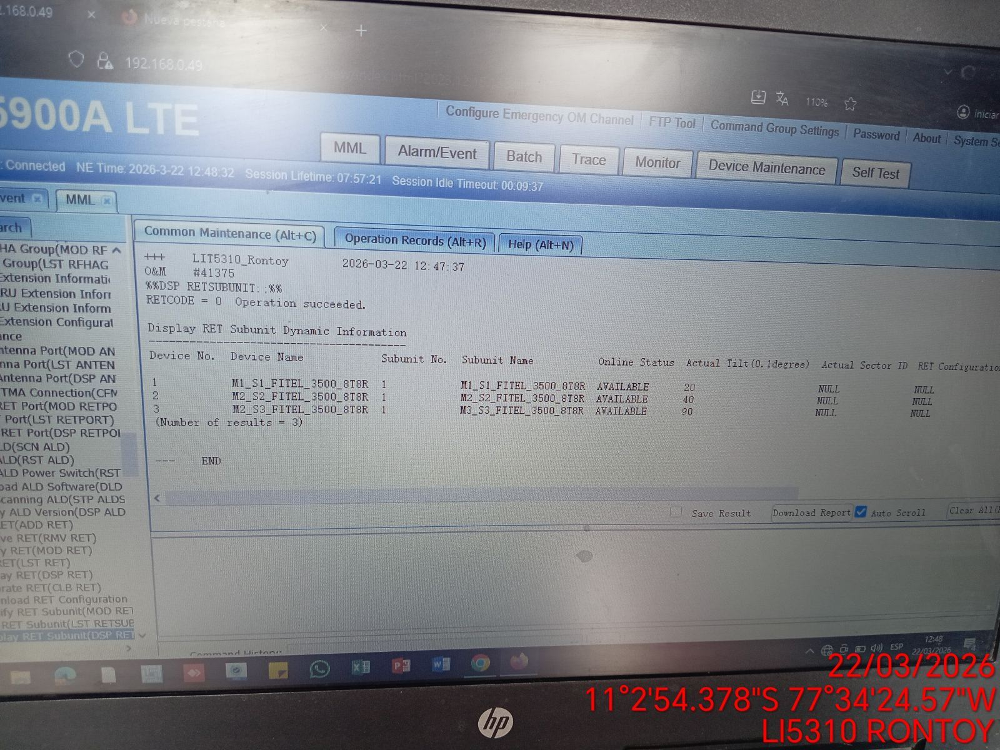 .168.0.49
Nueva pestaña
192.168.0.49
110%
Iniciar
5900A LTE
Configure Emergency OM Channel | FTP Tool | Command Group Settings | Password | About | System Se
MML Alarm/Event Batch Trace Monitor Device Maintenance Self Test
: Connected NE Time: 2026-3-22 12:48:32 Session Lifetime: 07:57:21 Session Idle Timeout: 00:09:37
vent MML
arch
Common Maintenance (Alt+C) Operation Records (Alt+R) Help (Alt+N)
HA Group(MOD RF
Group(LST RFHAG
Extension Informati
RU Extension Inforr
U Extension Inform
Extension Configurat
ance
ntenna Port(MOD AN
nna Port(LST ANTEN
Antenna Port(DSP AN
TMA Connection(CFM
RET Port(MOD RETPO
Port(LST RETPORT)
RET Port(DSP RETPOI
LD(SCN ALD)
ALD(RST ALD)
ALD Power Switch(RST
oad ALD Software(DLD
canning ALD(STP ALDS
y ALD Version(DSP ALD
ET(ADD RET)
ve RET(RMV RET)
y RET(MOD RET)
RET(LST RET)
ay RET(DSP RET)
rate RET(CLB RET)
nload RET Configuration
ify RET Subunit(MOD RET
RET Subunit(LST RETSUB
play RET Subunit(DSP RET
+++ LIT5310_Rontoy 2026-03-22 12:47:37
O&M #41375
%%DSP RETSUBUNIT:;%%
RETCODE = 0 Operation succeeded.
Display RET Subunit Dynamic Information
---------------------------------------
Device No. Device Name Subunit No. Subunit Name Online Status Actual Tilt(0.1degree) Actual Sector ID RET Configuratio
1 M1_S1_FITEL_3500_8T8R 1 M1_S1_FITEL_3500_8T8R AVAILABLE 20 NULL NULL
2 M2_S2_FITEL_3500_8T8R 1 M2_S2_FITEL_3500_8T8R AVAILABLE 40 NULL NULL
3 M2_S3_FITEL_3500_8T8R 1 M3_S3_FITEL_3500_8T8R AVAILABLE 90 NULL NULL
(Number of results = 3)
--- END
Save Result Download Report Auto Scroll Clear All(
Command History:
ESP
12:48
22/03/2026
hp
22/03/2026
11°2'54.378"S 77°34'24.57"W
LI5310 RONTOY